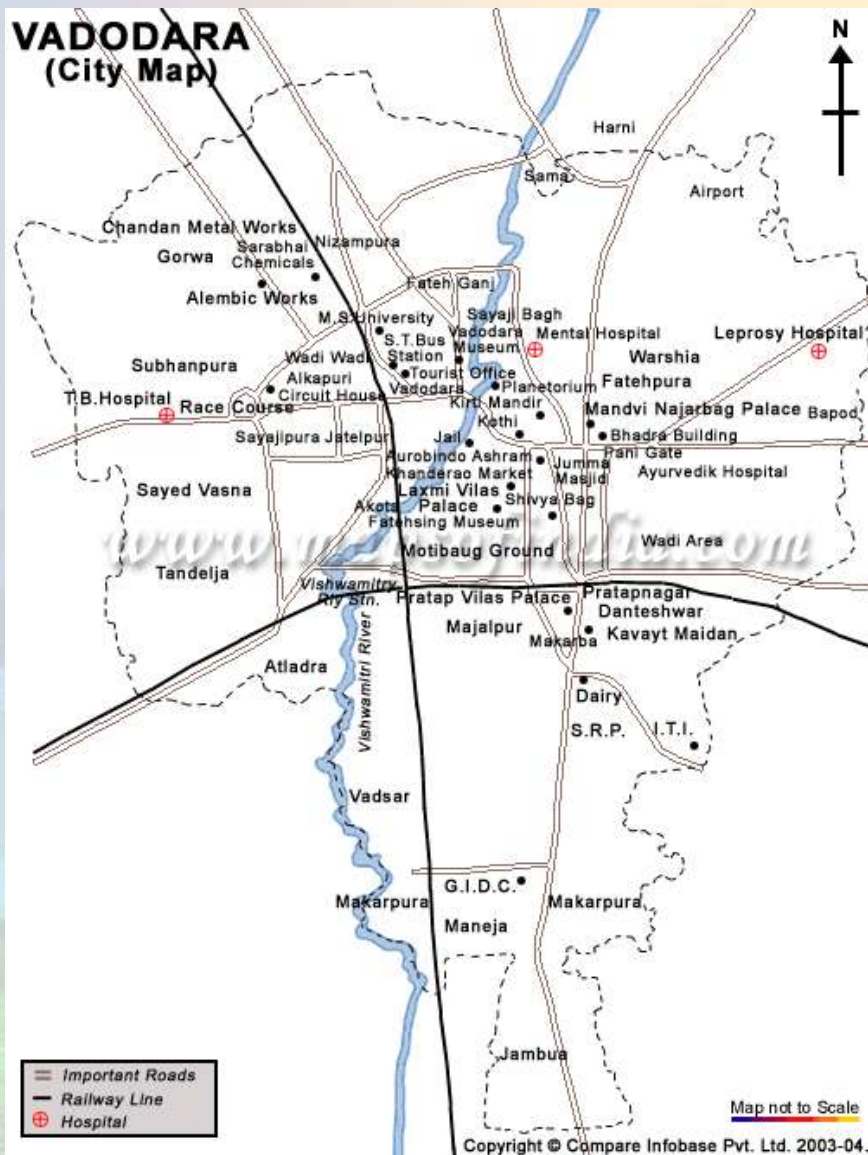 VADODARA
(City Map)
N
Harni
Sama
Airport
Chandan Metal Works
Nizampura
Gorwa
Sarabhai
Chemicals
Alembic Works
Fateh Ganj
M.S.University
Sayaji Bagh
S.T.Bus
Station
Vadodara
Museum
Mental Hospital
Leprosy Hospital
Wadi Wadi
Subhanpura
Tourist Office
Warshia
Alkapuri
Vadodara
Planetorium
Fatehpura
T.B.Hospital
Race Course
Circuit House
Kirti Mandir
Mandvi Najarbag Palace
Bapod
Kothi
Sayajipura Jatelpur
Jail
Bhadra Building
Aurobindo Ashram
Pani Gate
Khanderao Market
Jumma
Masjid
Ayurvedik Hospital
Sayed Vasna
Laxmi Vilas
Palace
Shivya Bag
Akota
Fatehsing Museum
www.mapsofindia.com
Motibaug Ground
Wadi Area
Tandelja
Vishwamitry
Rly Stn.
Pratap Vilas Palace
Pratapnagar
Danteshwar
Majalpur
Makarba
Kavayt Maidan
Atladra
Vishwamitri River
Dairy
S.R.P.
I.T.I.
Vadsar
G.I.D.C.
Makarpura
Makarpura
Maneja
Jambua
Important Roads
Railway Line
Hospital
Map not to Scale
Copyright © Compare Infobase Pvt. Ltd. 2003-04.